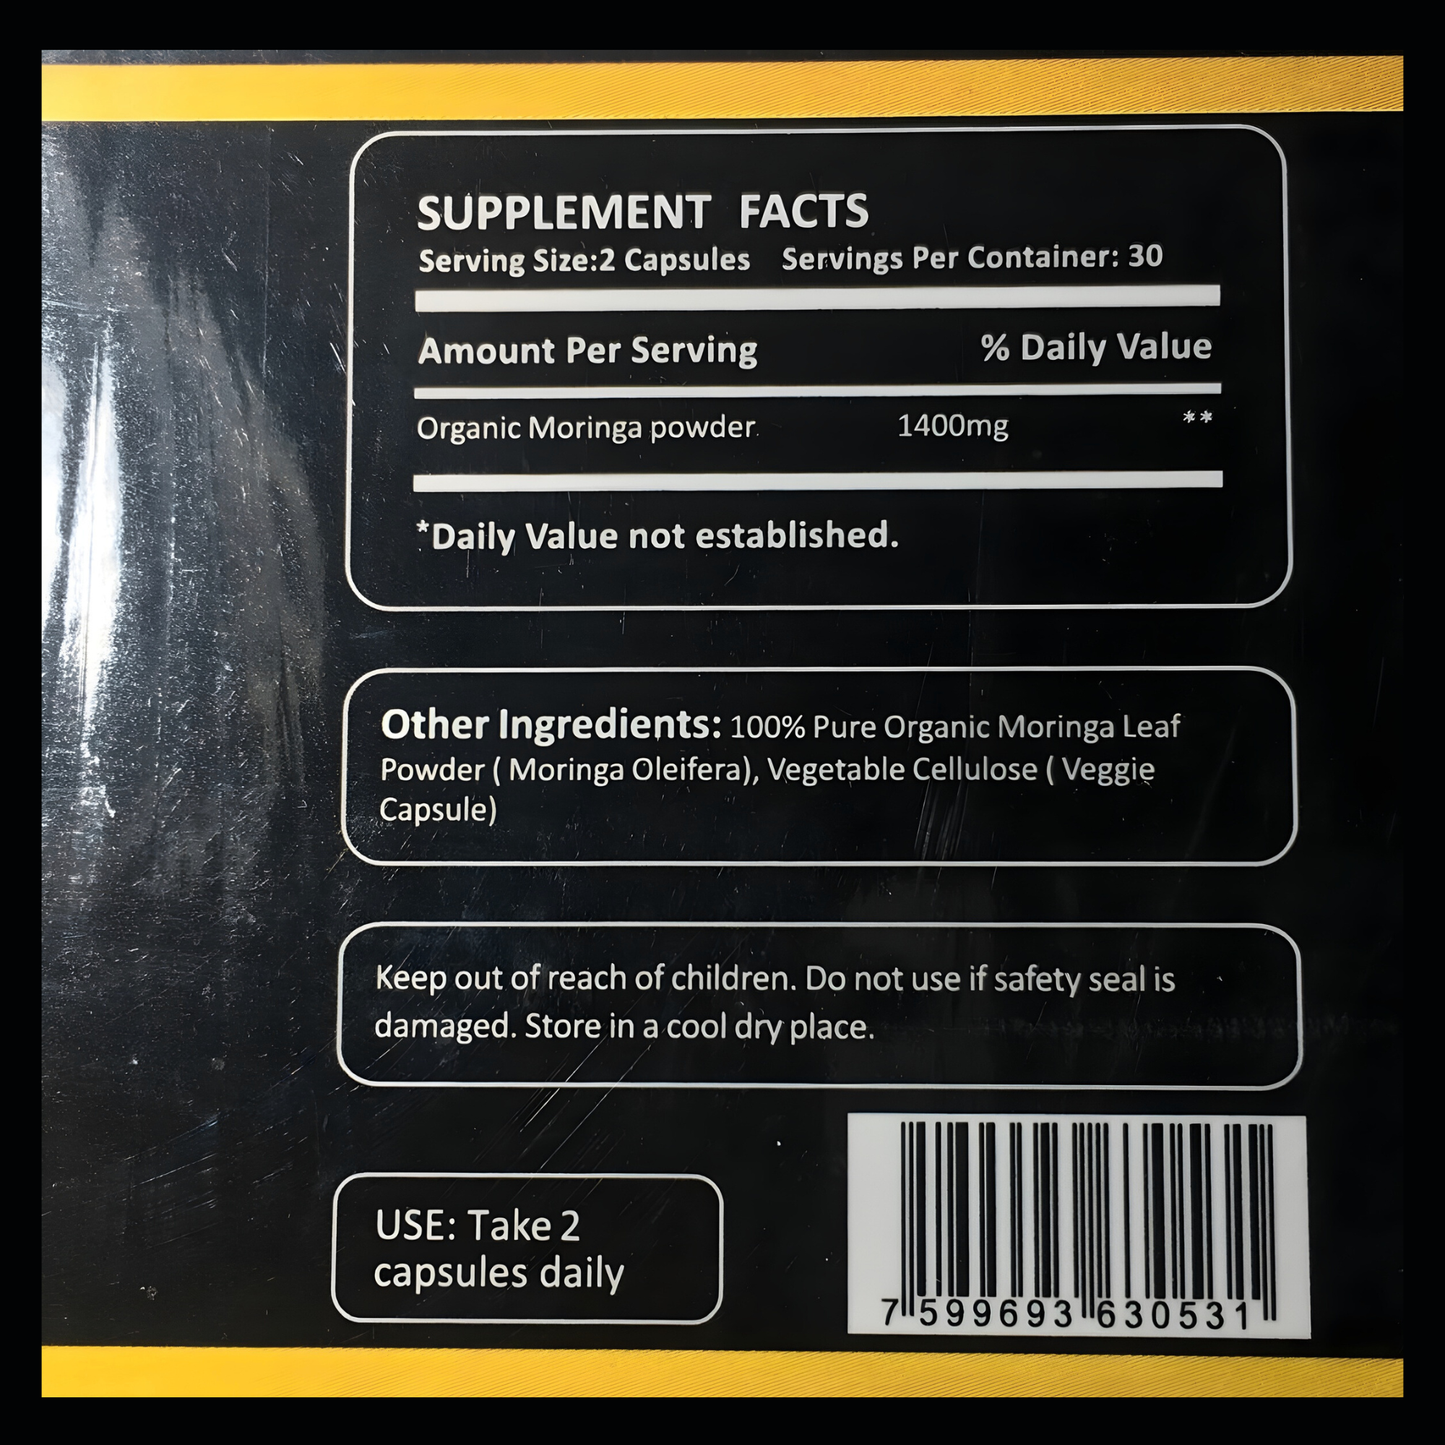 SUPPLEMENT FACTS
Serving Size:2 Capsules Servings Per Container: 30
Amount Per Serving % Daily Value
Organic Moringa powder 1400mg **
*Daily Value not established.
Other Ingredients: 100% Pure Organic Moringa Leaf
Powder ( Moringa Oleifera), Vegetable Cellulose ( Veggie
Capsule)
Keep out of reach of children. Do not use if safety seal is
damaged. Store in a cool dry place.
USE: Take 2
capsules daily
7 599693 630531